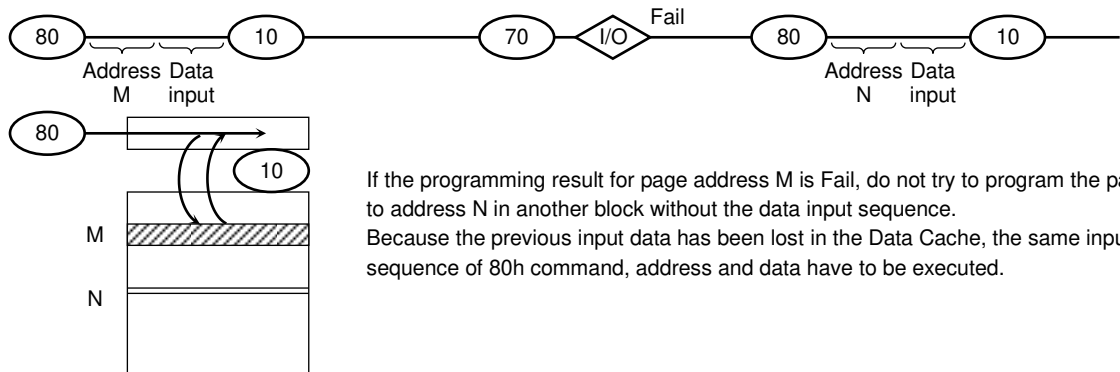 Fail
80 10 70 I/O 80 10
Address Data Address Data
M input N input
80
10
If the programming result for page address M is Fail, do not try to program the
to address N in another block without the data input sequence.
M
Because the previous input data has been lost in the Data Cache, the same
sequence of 80h command, address and data have to be executed.
N